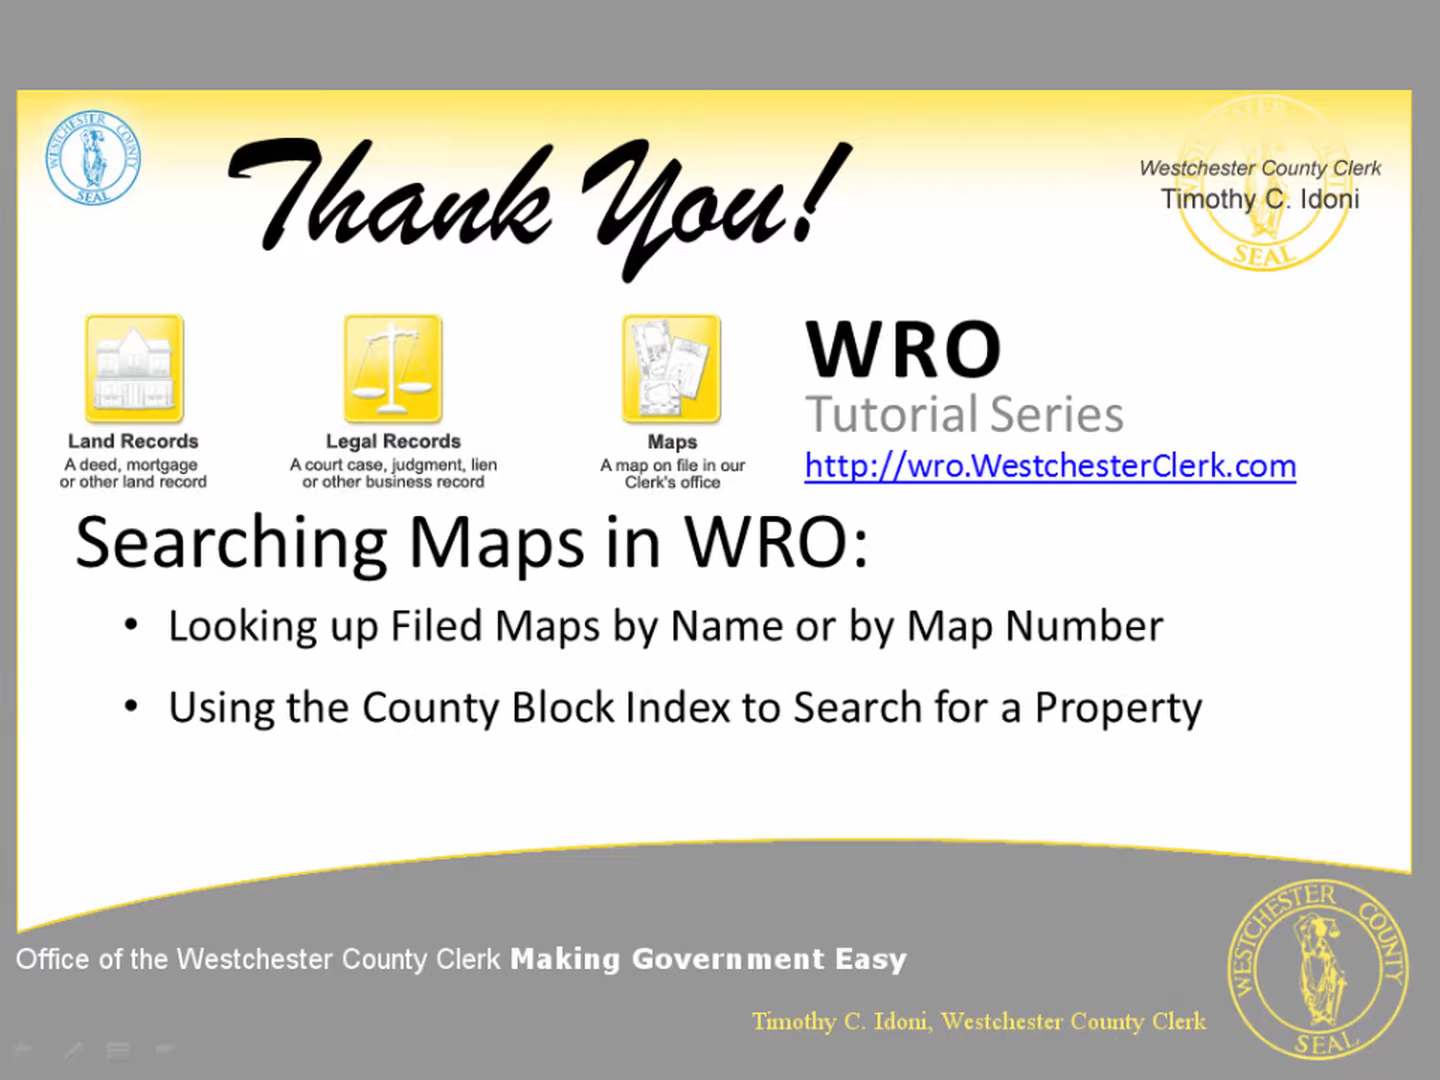 WESTCHESTER COUNTY
SEAL
Thank You!
Westchester County Clerk
Timothy C. Idoni
SEAL
Land Records
A deed, mortgage
or other land record
Legal Records
A court case, judgment, lien
or other business record
Maps
A map on file in our
Clerk's office
WRO
Tutorial Series
http://wro.WestchesterClerk.com
Searching Maps in WRO:
• Looking up Filed Maps by Name or by Map Number
• Using the County Block Index to Search for a Property
Office of the Westchester County Clerk Making Government Easy
Timothy C. Idoni, Westchester County Clerk
WESTCHESTER COUNTY
SEAL